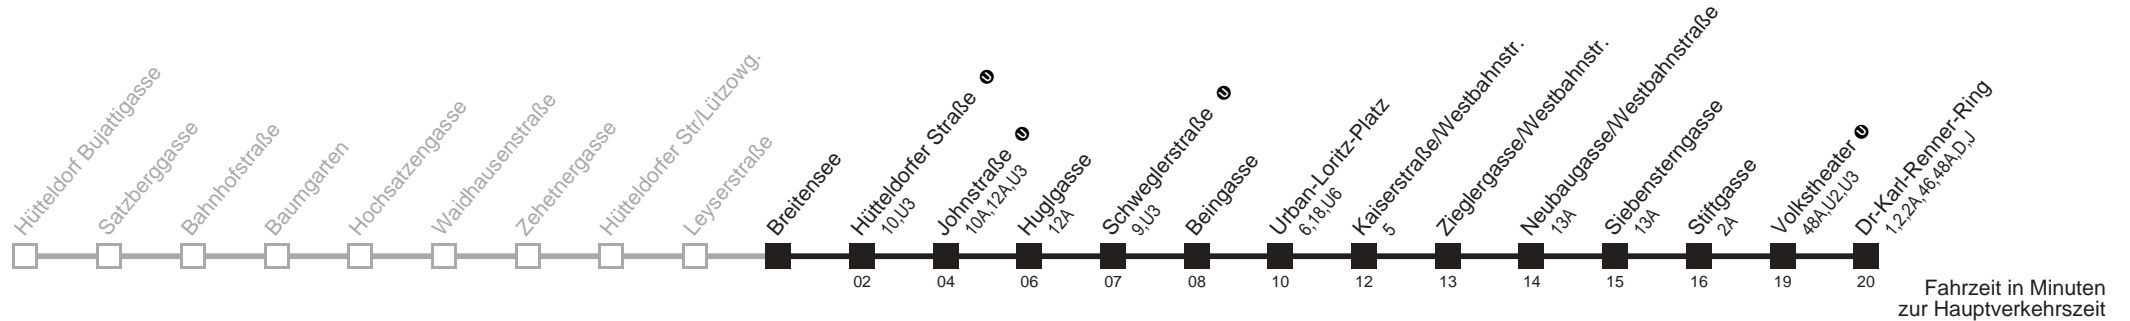 Hütteldorf Bujattigasse
Satzberggasse
Bahnhofstraße
Baumgarten
Hochsatzengasse
Waidhausenstraße
Zehetnergasse
Hütteldorfer Str/Lützowg.
Leyserstraße
Breitensee
Hütteldorfer Straße U
10,U3
Johnstraße U
10A,12A,U3
Huglgasse
12A
Schweglerstraße U
9,U3
Beingasse
Urban-Loritz-Platz
6,18,U6
Kaiserstraße/Westbahnstr.
5
Zieglergasse/Westbahnstr.
Neubaugasse/Westbahnstraße
13A
Siebensterngasse
13A
Stiftgasse
2A
Volkstheater U
48A,U2,U3
Dr-Karl-Renner-Ring
1,2,2A,46,48A,D,J
02 04 06 07 08 10 12 13 14 15 16 19 20
Fahrzeit in Minuten
zur Hauptverkehrszeit